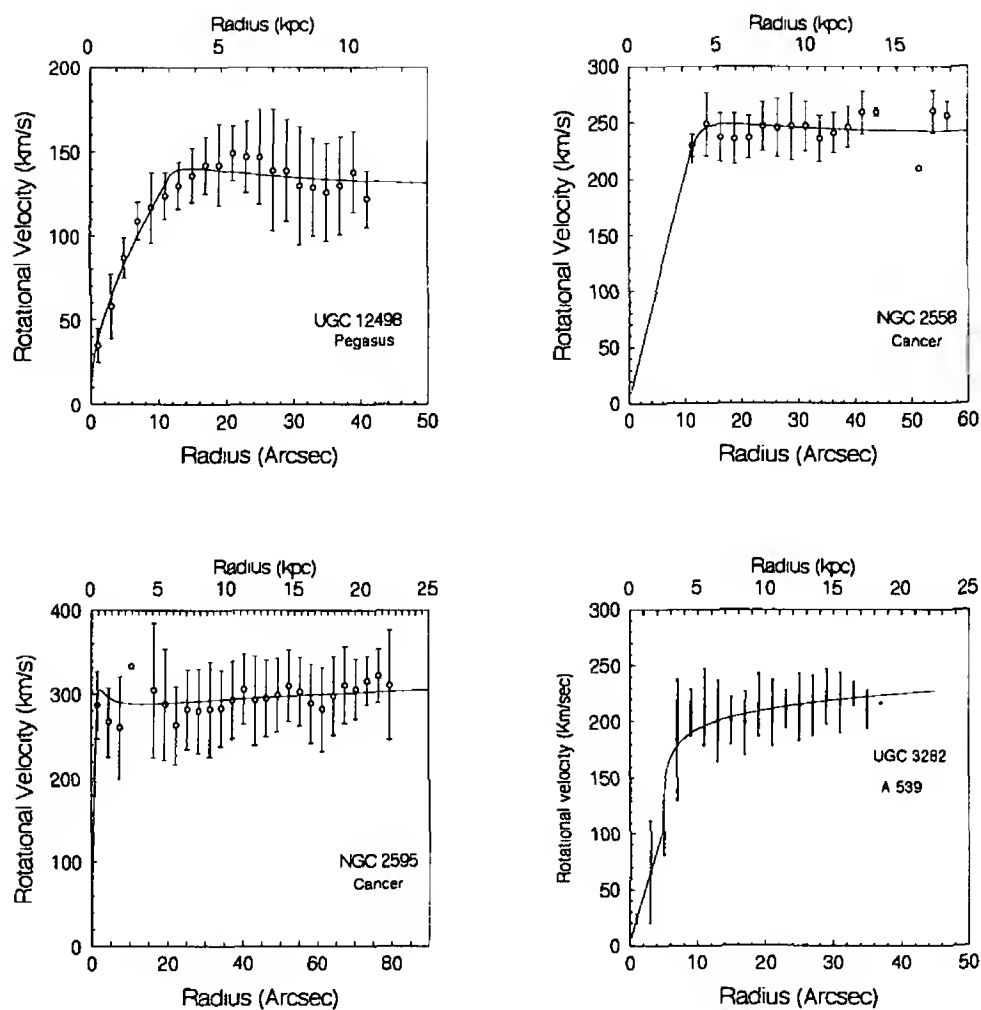 Radius (kpc)
0 5 10
200
150
100
50
0
Rotational Velocity (km/s)
UGC 12498
Pegasus
0 10 20 30 40 50
Radius (Arcsec)
Radius (kpc)
0 5 10 15
300
250
200
150
100
50
0
Rotational Velocity (km/s)
NGC 2558
Cancer
0 10 20 30 40 50 60
Radius (Arcsec)
Radius (kpc)
0 5 10 15 20 25
400
300
200
100
0
Rotational Velocity (km/s)
NGC 2595
Cancer
0 20 40 60 80
Radius (Arcsec)
Radius (kpc)
0 5 10 15 20 25
300
250
200
150
100
50
0
Rotational velocity (Km/sec)
UGC 3282
A 539
0 10 20 30 40 50
Radius (Arcsec)